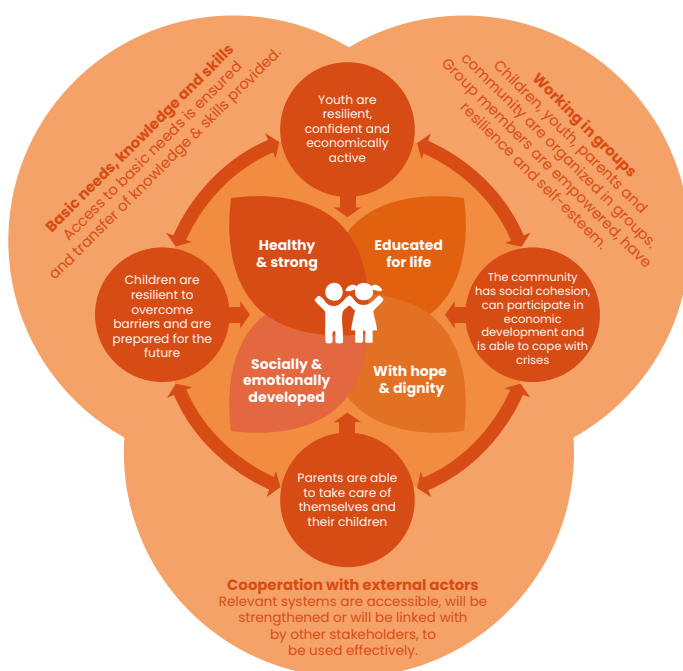 Basic needs, knowledge and skills
Access to basic needs is ensured
and transfer of knowledge & skills provided.
Working in groups
Children, youth, parents and
community are organized in groups.
Group members are empowered, have
resilience and self-esteem.
Youth are
resilient,
confident and
economically
active
Healthy
& strong
Educated
for life
Children are
resilient to
overcome
barriers and are
prepared for the
future
The community
has social cohesion,
can participate in
economic
development and
is able to cope with
crises
Socially &
emotionally
developed
With hope
& dignity
Parents are able
to take care of
themselves and
their children
Cooperation with external actors
Relevant systems are accessible, will be
strengthened or will be linked with
by other stakeholders, to
be used effectively.